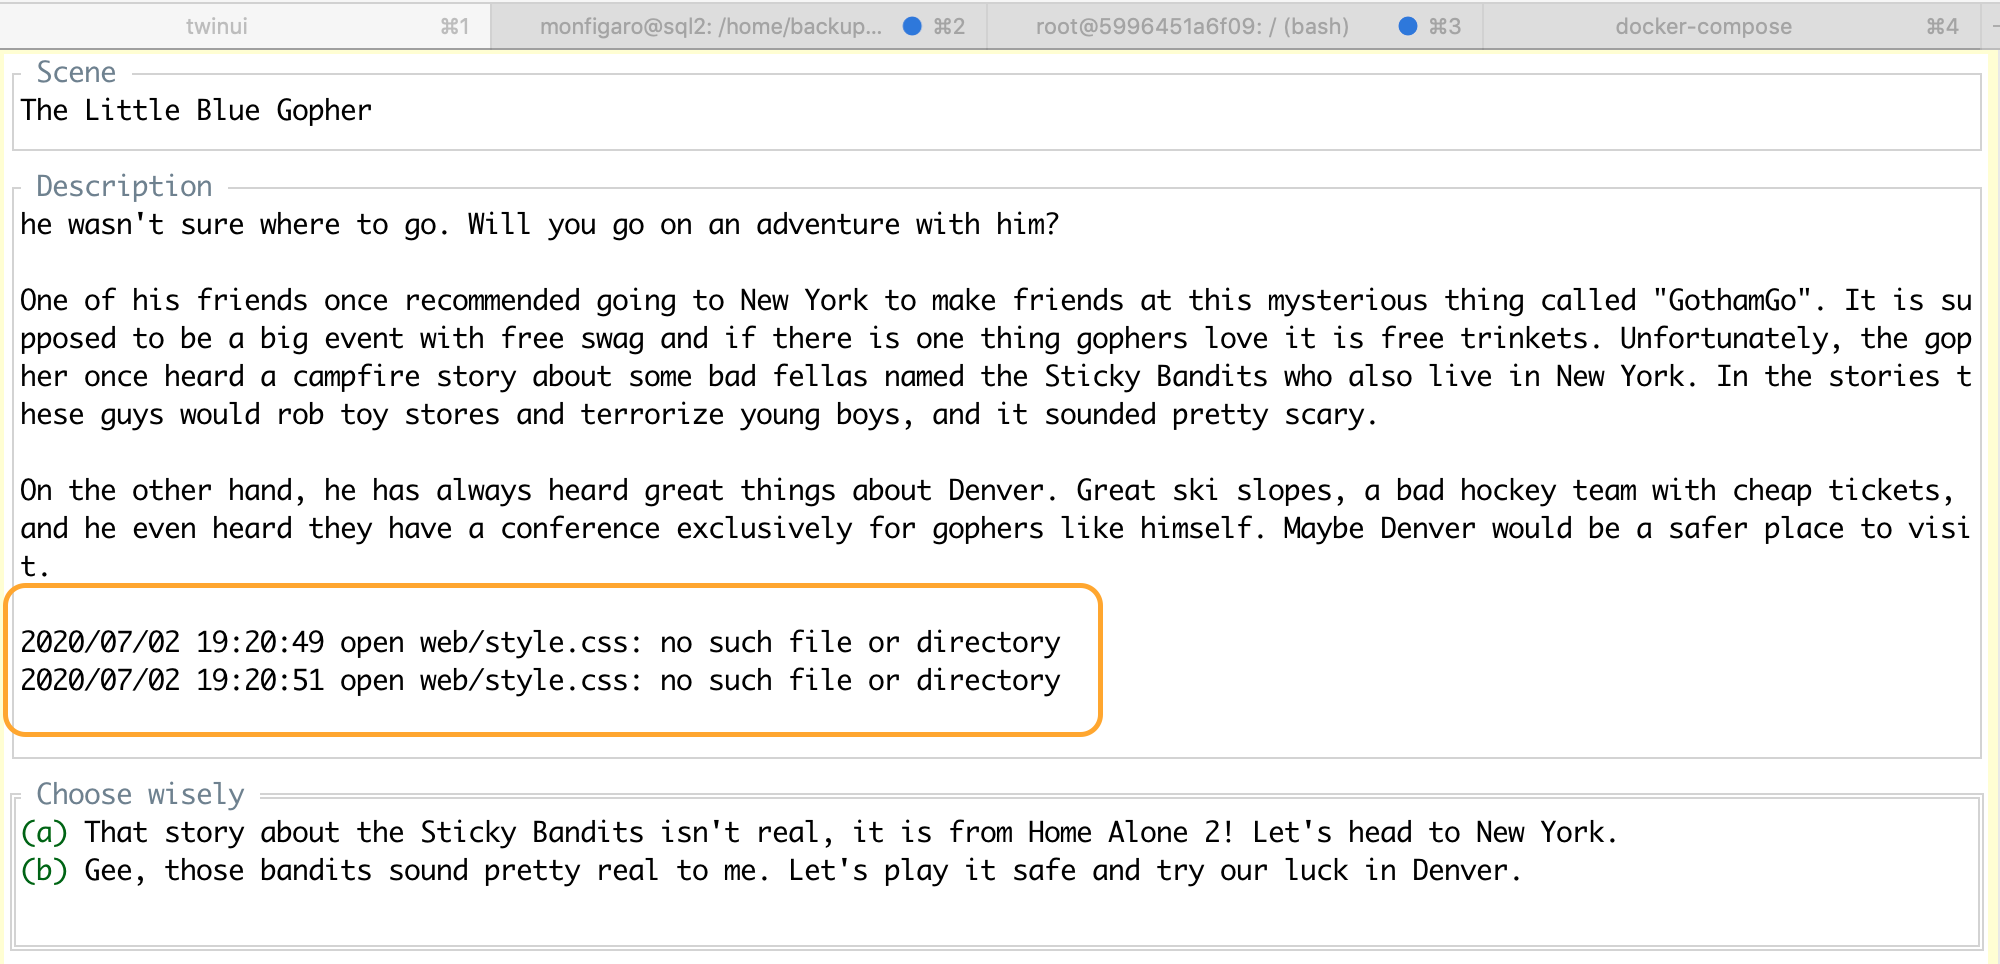 twinui ⌘1 monfigaro@sql2: /home/backup... ⌘2 root@5996451a6f09: / (bash) ⌘3 docker-compose ⌘4
Scene
The Little Blue Gopher
Description
he wasn't sure where to go. Will you go on an adventure with him?
One of his friends once recommended going to New York to make friends at this mysterious thing called "GothamGo". It is su
pposed to be a big event with free swag and if there is one thing gophers love it is free trinkets. Unfortunately, the gop
her once heard a campfire story about some bad fellas named the Sticky Bandits who also live in New York. In the stories t
hese guys would rob toy stores and terrorize young boys, and it sounded pretty scary.
On the other hand, he has always heard great things about Denver. Great ski slopes, a bad hockey team with cheap tickets,
and he even heard they have a conference exclusively for gophers like himself. Maybe Denver would be a safer place to visi
t.
2020/07/02 19:20:49 open web/style.css: no such file or directory
2020/07/02 19:20:51 open web/style.css: no such file or directory
Choose wisely
(a) That story about the Sticky Bandits isn't real, it is from Home Alone 2! Let's head to New York.
(b) Gee, those bandits sound pretty real to me. Let's play it safe and try our luck in Denver.